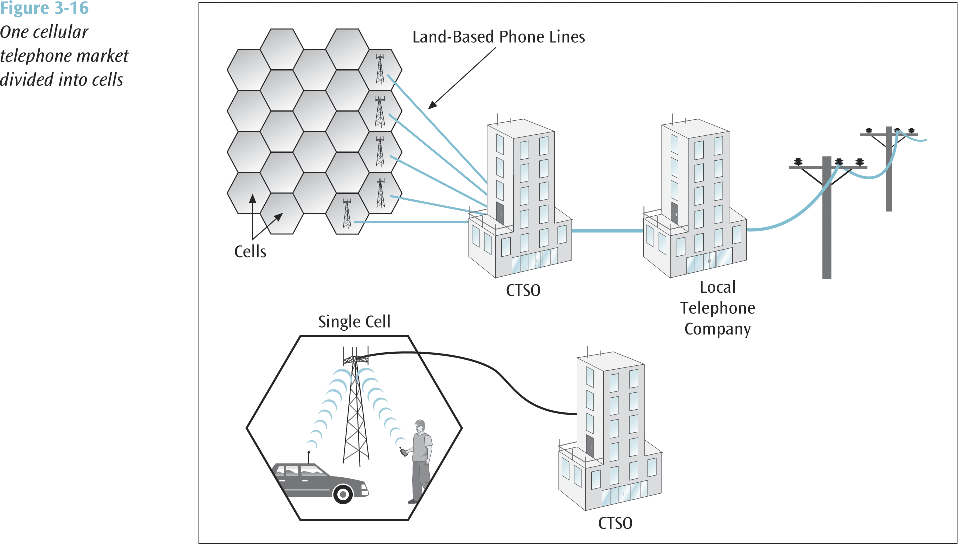 Figure 3-16
One cellular
telephone market
divided into cells
Land-Based Phone Lines
Cells
CTSO
Local
Telephone
Company
Single Cell
CTSO